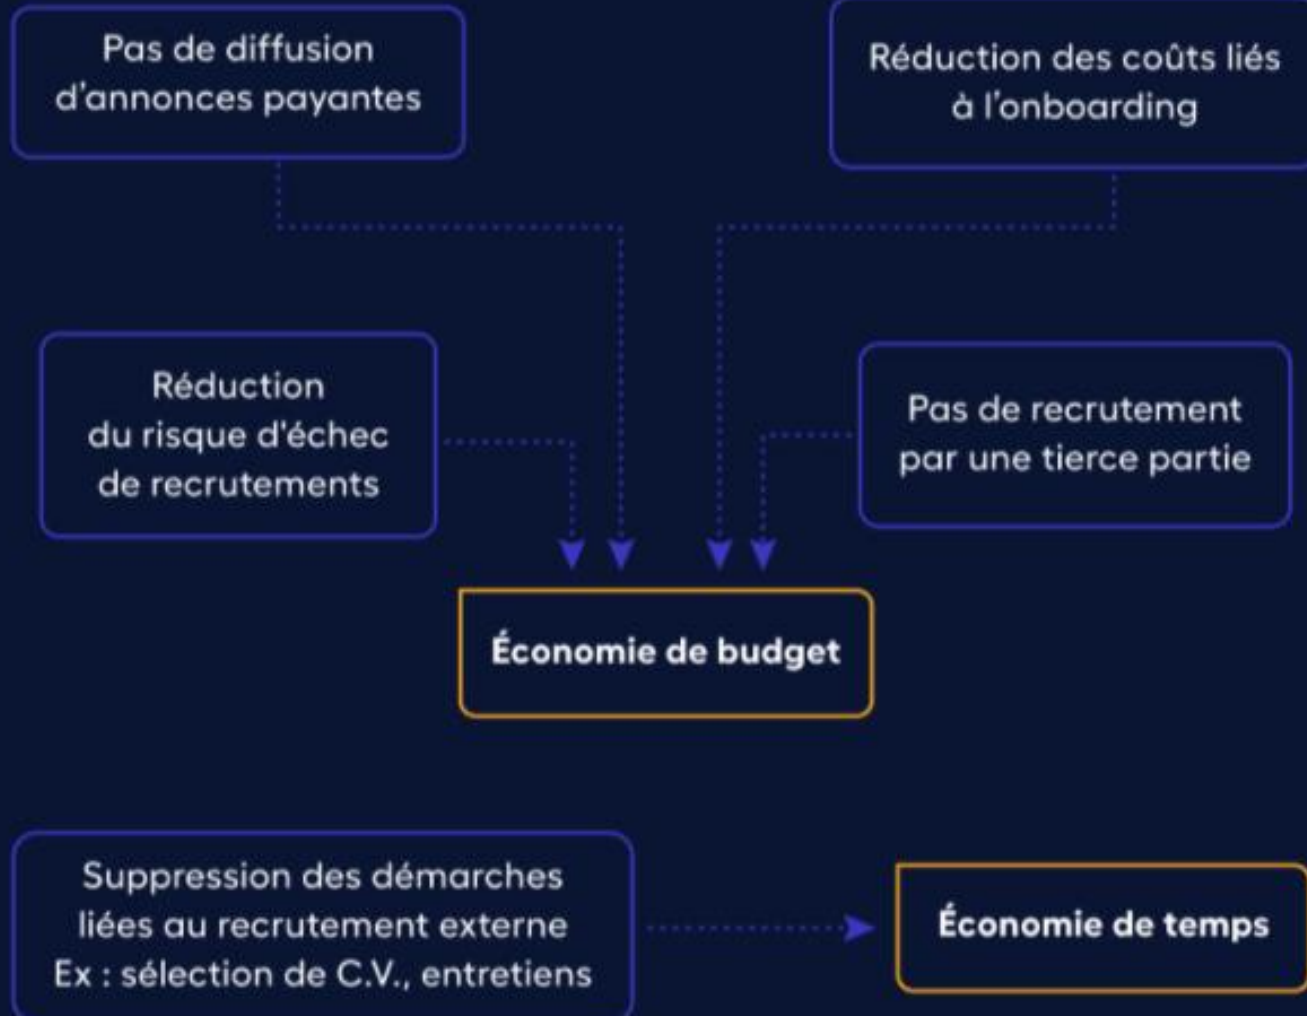 Pas de diffusion
d'annonces payantes
Réduction des coûts liés
à l'onboarding
Réduction
du risque d'échec
de recrutements
Pas de recrutement
par une tierce partie
Économie de budget
Suppression des démarches
liées au recrutement externe
Ex : sélection de C.V., entretiens
Économie de temps